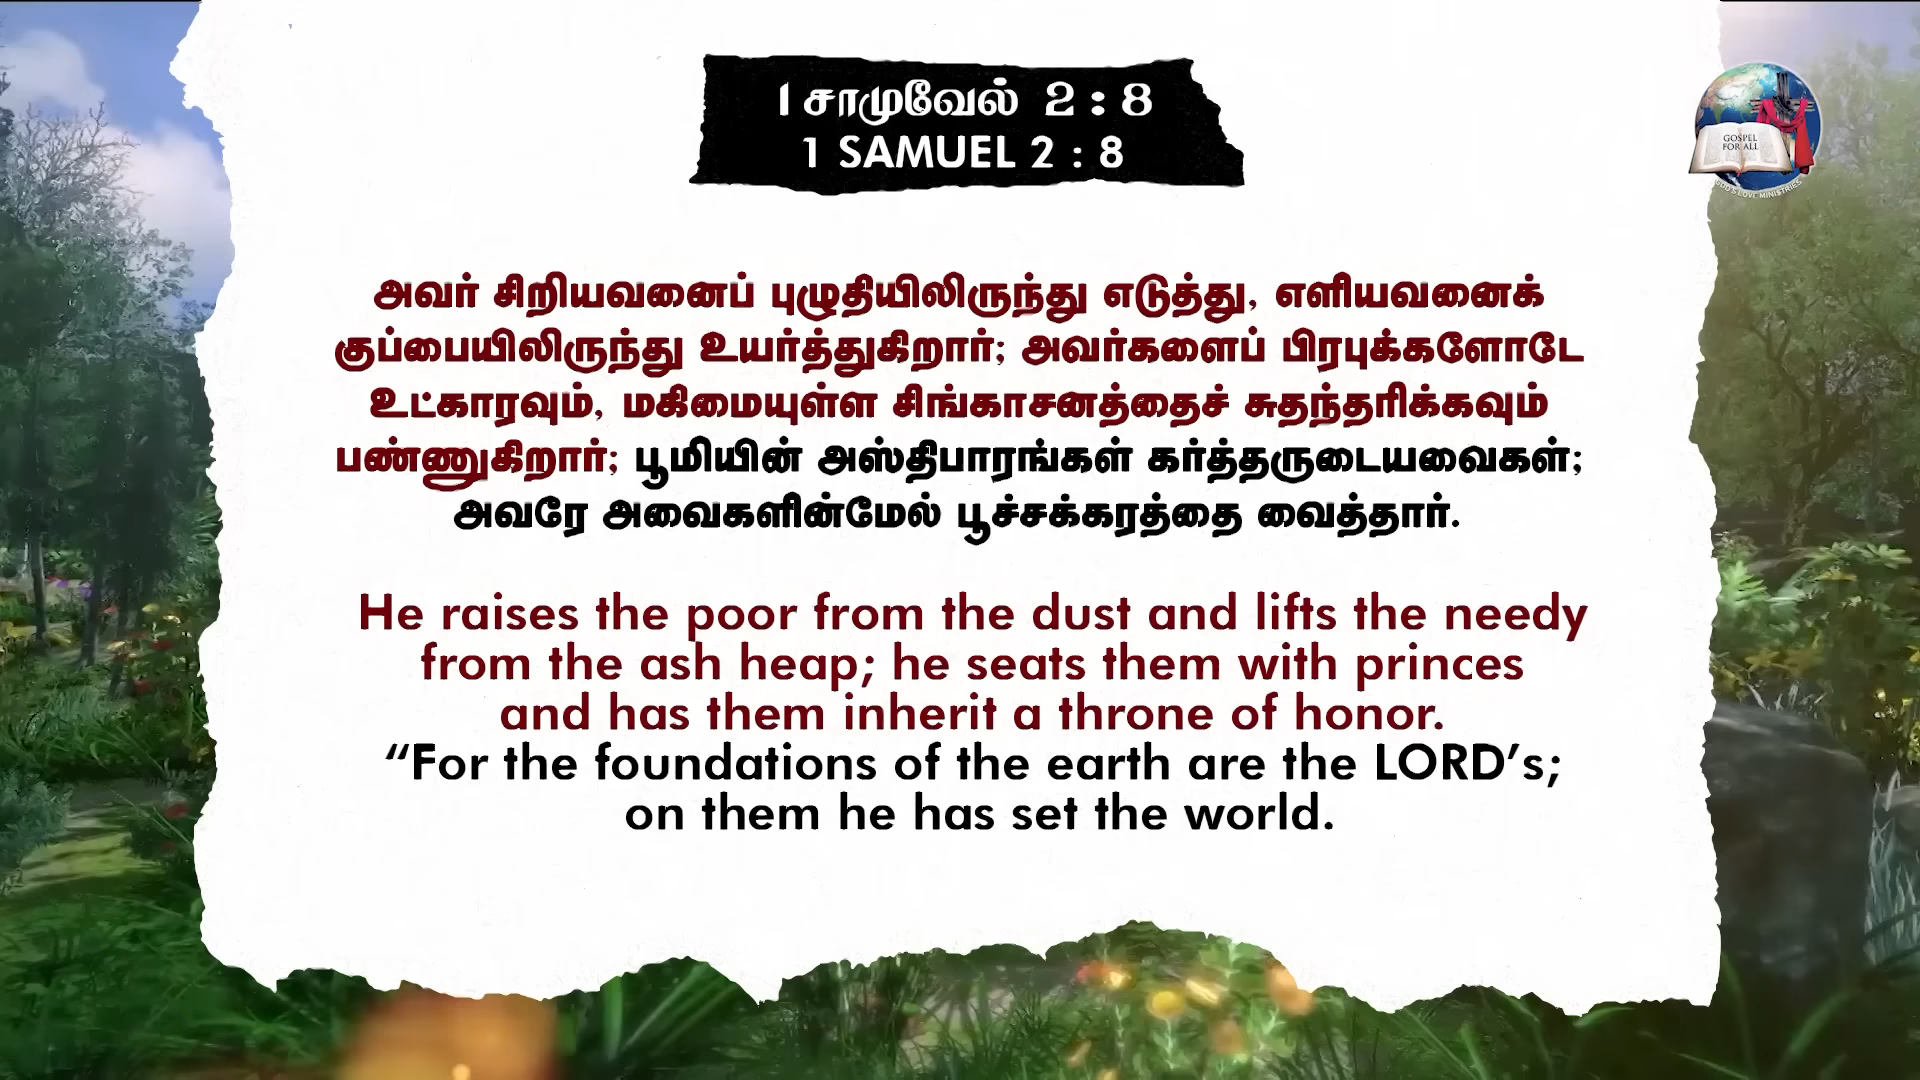 1 சாமுவேல் 2 : 8
1 SAMUEL 2 : 8
GOSPEL
FOR ALL
GOD'S LOVE MINISTRIES
அவர் சிறியவனைப் புழுதியிலிருந்து எடுத்து, எளியவனைக்
குப்பையிலிருந்து உயர்த்துகிறார்; அவர்களைப் பிரபுக்களோடே
உட்காரவும், மகிமையுள்ள சிங்காசனத்தைச் சுதந்தரிக்கவும்
பண்ணுகிறார்; பூமியின் அஸ்திபாரங்கள் கர்த்தருடையவைகள்;
அவரே அவைகளின்மேல் பூச்சக்கரத்தை வைத்தார்.
He raises the poor from the dust and lifts the needy
from the ash heap; he seats them with princes
and has them inherit a throne of honor.
“For the foundations of the earth are the LORD’s;
on them he has set the world.